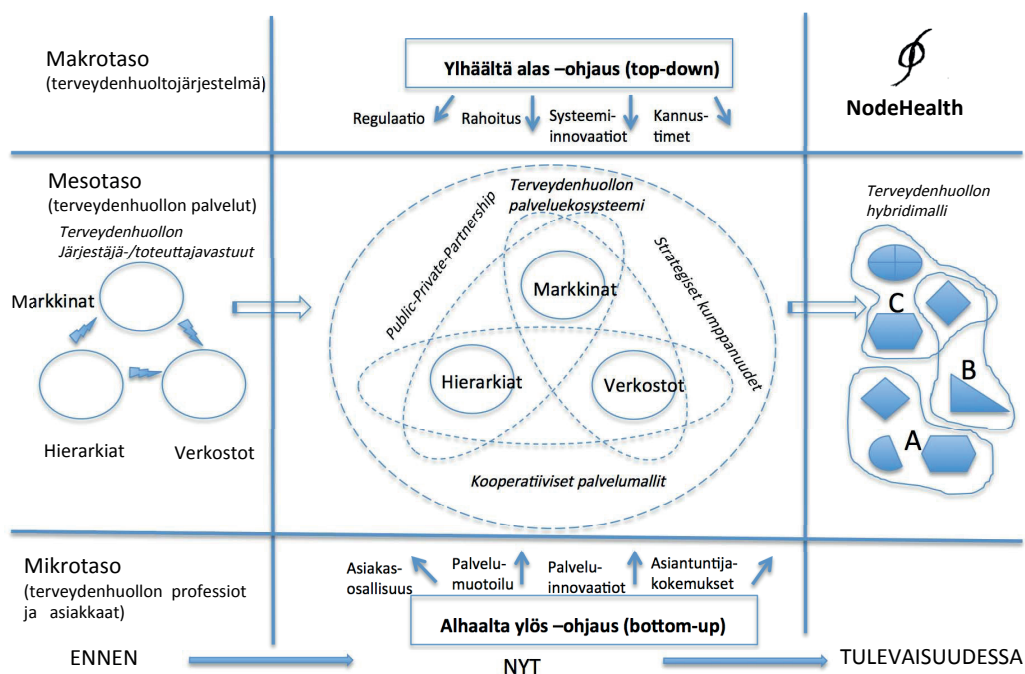 Makrotaso
(terveydenhuoltojärjestelmä)
Ylhäältä alas –ohjaus (top-down)
Regulaatio
Rahoitus
Systeemi-
innovaatiot
Kannus-
timet
NodeHealth
Mesotaso
(terveydenhuollon palvelut)
Terveydenhuollon
Järjestäjä-/toteuttajavastuut
Markkinat
Hierarkiat
Verkostot
Terveydenhuollon
palveluekosysteemi
Public-Private-Partnership
Strategiset kumppanuudet
Markkinat
Hierarkiat
Verkostot
Kooperatiiviset palvelumallit
Terveydenhuollon
hybridimalli
C
B
A
Mikrotaso
(terveydenhuollon professiot
ja asiakkaat)
Asiakas-
osallisuus
Palvelu-
muotoilu
Palvelu-
innovaatiot
Asiantuntija-
kokemukset
Alhaalta ylös –ohjaus (bottom-up)
ENNEN
NYT
TULEVAISUUDESSA